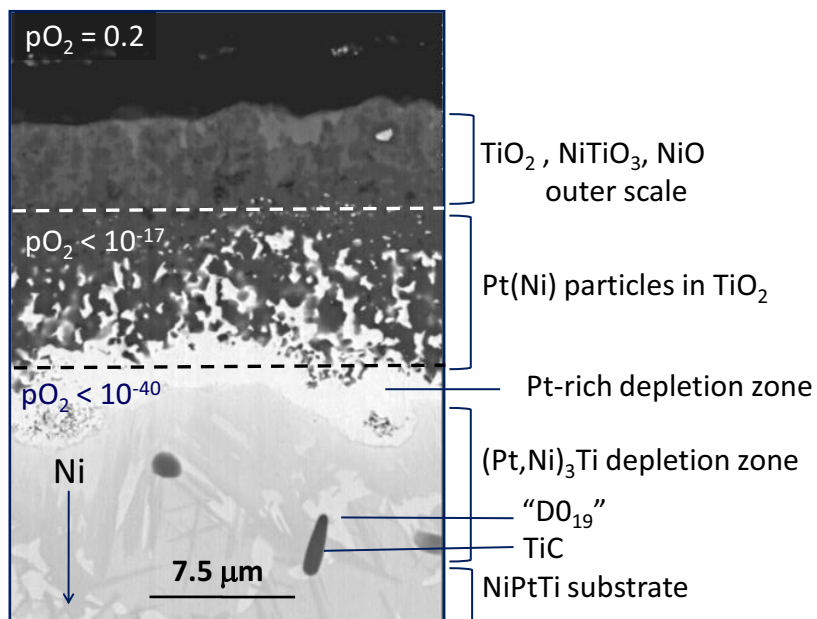 pO₂ = 0.2
TiO₂ , NiTiO₃, NiO
outer scale
pO₂ < 10⁻¹⁷
Pt(Ni) particles in TiO₂
pO₂ < 10⁻⁴⁰
Pt-rich depletion zone
(Pt,Ni)₃Ti depletion zone
Ni
“D0₁₉”
TiC
7.5 μm
NiPtTi substrate